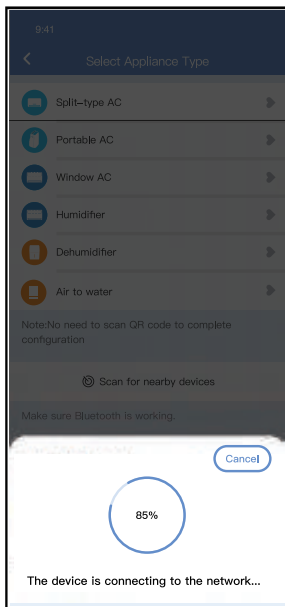 9:41
Select Appliance Type
Split-type AC
Portable AC
Window AC
Humidifier
Dehumidifier
Air to water
Note:No need to scan QR code to complete
configuration
Scan for nearby devices
Make sure Bluetooth is working.
Cancel
85%
The device is connecting to the network...